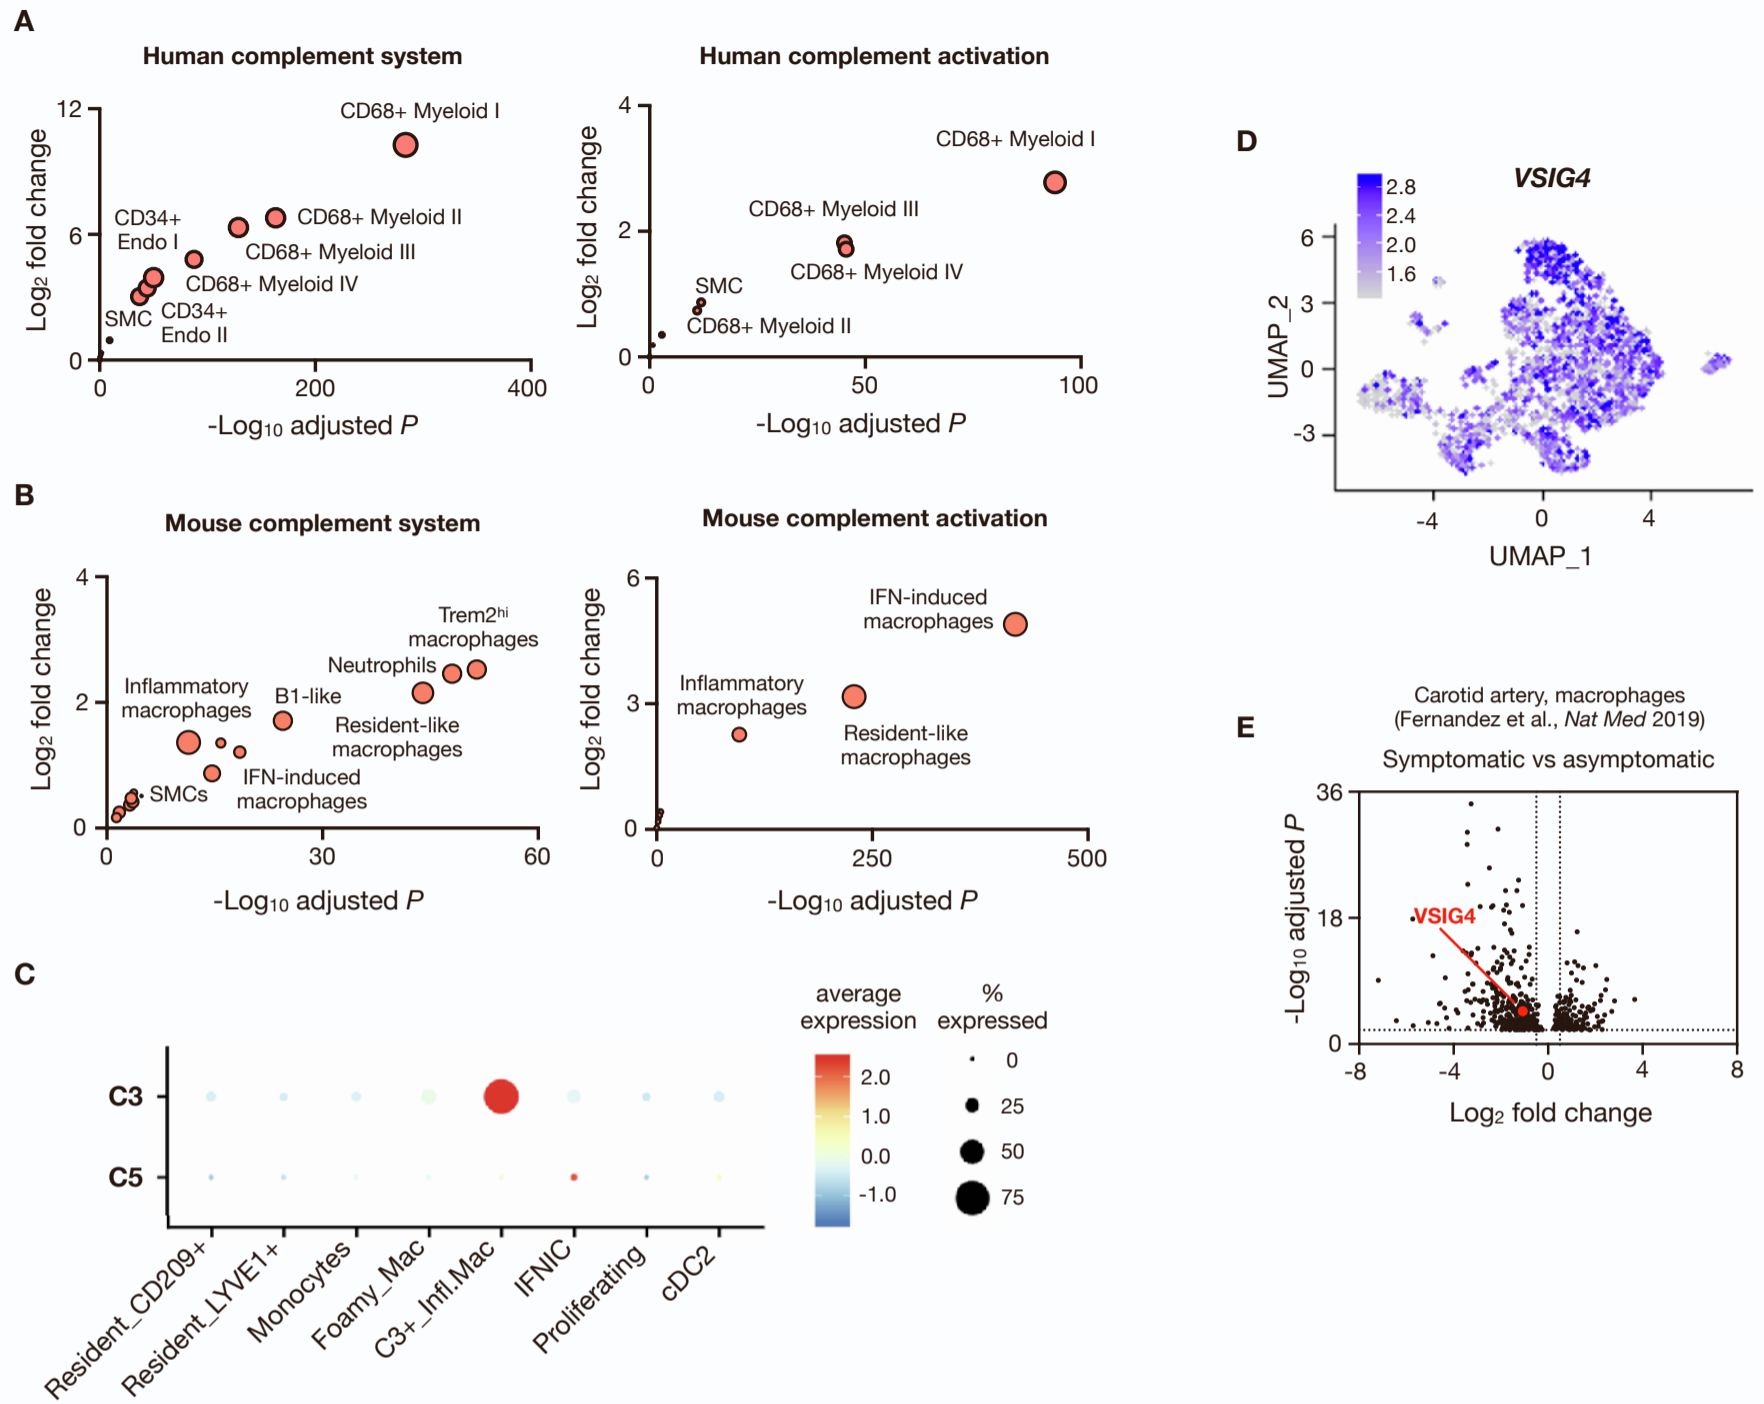 A
Human complement system
12
6
0
0
200
400
Log2 fold change
-Log10 adjusted P
CD68+ Myeloid I
CD34+
Endo I
CD68+ Myeloid II
CD68+ Myeloid III
CD68+ Myeloid IV
SMC
CD34+
Endo II
Human complement activation
4
2
0
0
50
100
Log2 fold change
-Log10 adjusted P
CD68+ Myeloid I
CD68+ Myeloid III
CD68+ Myeloid IV
SMC
CD68+ Myeloid II
B
Mouse complement system
4
2
0
0
30
60
Log2 fold change
-Log10 adjusted P
Trem2hi
macrophages
Neutrophils
Inflammatory
macrophages
B1-like
Resident-like
macrophages
IFN-induced
macrophages
SMCs
Mouse complement activation
6
3
0
0
250
500
Log2 fold change
-Log10 adjusted P
IFN-induced
macrophages
Inflammatory
macrophages
Resident-like
macrophages
C
C3
C5
Resident_CD209+
Resident_LYVE1+
Monocytes
Foamy_Mac
C3+_Infl.Mac
IFNIC
Proliferating
cDC2
average
expression
2.0
1.0
0.0
-1.0
%
expressed
0
25
50
75
D
VSIG4
2.8
2.4
2.0
1.6
6
3
0
-3
UMAP_2
-4
0
4
UMAP_1
E
Carotid artery, macrophages
(Fernandez et al., Nat Med 2019)
Symptomatic vs asymptomatic
36
18
0
-Log10 adjusted P
VSIG4
-8
-4
0
4
8
Log2 fold change